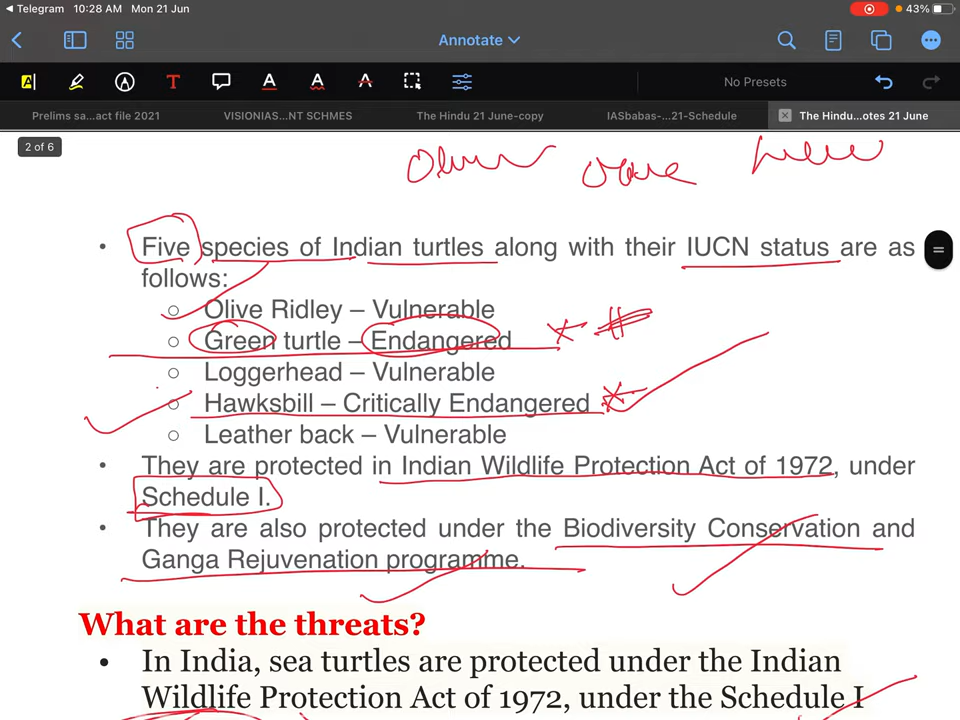 Telegram 10:28 AM Mon 21 Jun 43%
Annotate
T A A A No Presets
Prelims sa...act file 2021 VISIONIAS...NT SCHMES The Hindu 21 June-copy IASbabas-...21-Schedule The Hindu...otes 21 June
2 of 6
• Five species of Indian turtles along with their IUCN status are as
follows:
○ Olive Ridley – Vulnerable
○ Green turtle – Endangered
○ Loggerhead – Vulnerable
○ Hawksbill – Critically Endangered
○ Leather back – Vulnerable
• They are protected in Indian Wildlife Protection Act of 1972, under
Schedule I.
• They are also protected under the Biodiversity Conservation and
Ganga Rejuvenation programme.
What are the threats?
• In India, sea turtles are protected under the Indian
Wildlife Protection Act of 1972, under the Schedule I